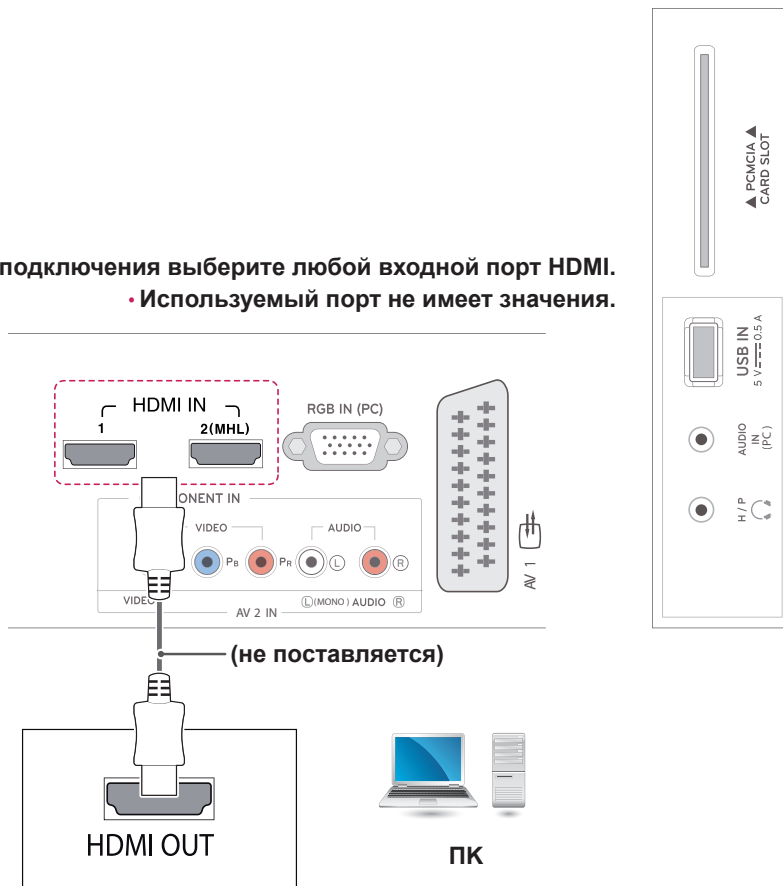 подключения выберите любой входной порт HDMI.
• Используемый порт не имеет значения.
HDMI IN
1
2(MHL)
RGB IN (PC)
ONENT IN
VIDEO
AUDIO
PB
PR
L
R
VIDEO
AV 2 IN
L(MONO) AUDIO R
AV 1
(не поставляется)
HDMI OUT
ПК
▲ PCMCIA ▲
CARD SLOT
USB IN
5 V 0.5 A
AUDIO
IN
(PC)
H / P